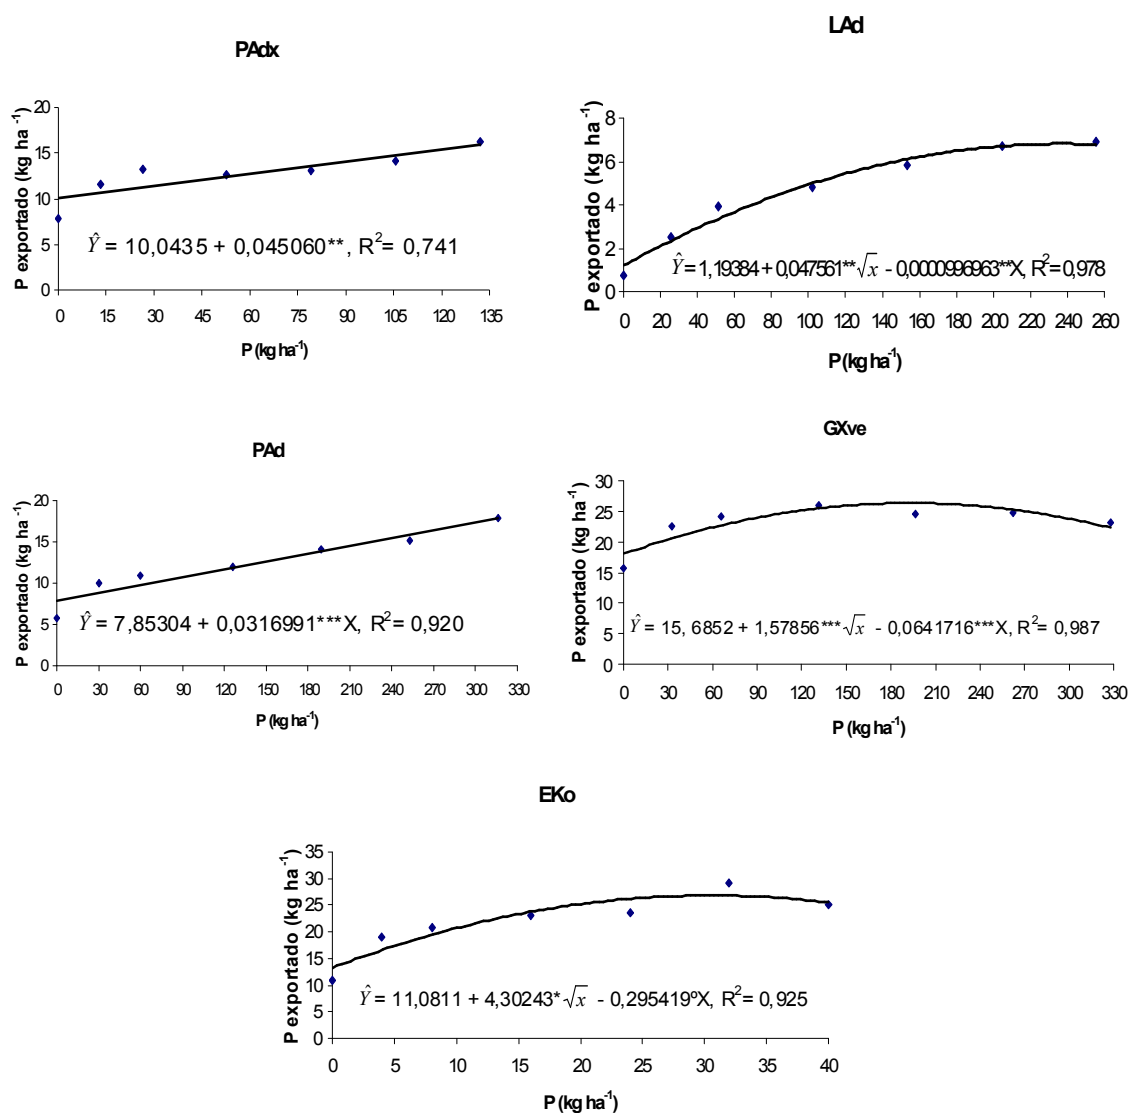 PAdx
P exportado (kg ha⁻¹)
20
15
10
5
0
Ŷ = 10,0435 + 0,045060**, R² = 0,741
0 15 30 45 60 75 90 105 120 135
P (kg ha⁻¹)
LAd
P exportado (kg ha⁻¹)
8
6
4
2
0
Ŷ = 1,19384 + 0,047561**√x - 0,0000996963**X, R² = 0,978
0 20 40 60 80 100 120 140 160 180 200 220 240 260
P (kg ha⁻¹)
PAd
P exportado (kg ha⁻¹)
20
15
10
5
0
Ŷ = 7,85304 + 0,0316991***X, R² = 0,920
0 30 60 90 120 150 180 210 240 270 300 330
P (kg ha⁻¹)
GXve
P exportado (kg ha⁻¹)
30
25
20
15
10
5
0
Ŷ = 15, 6852 + 1,57856***√x - 0,0641716***X, R² = 0,987
0 30 60 90 120 150 180 210 240 270 300 330
P (kg ha⁻¹)
EKo
P exportado (kg ha⁻¹)
35
30
25
20
15
10
5
0
Ŷ = 11,0811 + 4,30243*√x - 0,295419ºX, R² = 0,925
0 5 10 15 20 25 30 35 40
P (kg ha⁻¹)